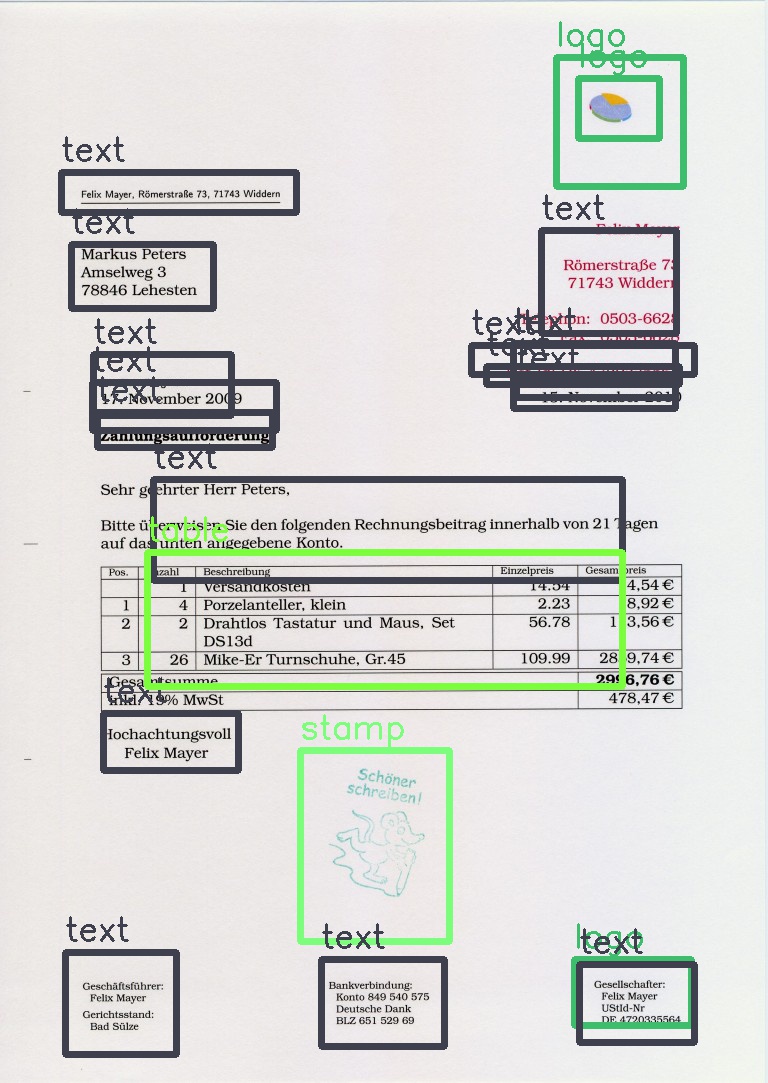 logo
logo
text
Felix Mayer, Römerstraße 73, 71743 Widdern
text
text
Markus Peters
Amselweg 3
78846 Lehesten
Felix Mayer
Römerstraße 73
71743 Widdern
Telephon: 0503-6628
text
text
text
text
text
text
text
text
17. November 2009
15. November 2010
Zahlungsaufforderung
text
Sehr geehrter Herr Peters,
Bitte überweisen Sie den folgenden Rechnungsbeitrag innerhalb von 21 Tagen
auf das unten angegebene Konto.
table
Pos. Beschreibung Einzelpreis Gesamtpreis
1 Versandkosten 14.54 4,54 €
1 4 Porzelanteller, klein 2.23 8,92 €
2 2 Drahtlos Tastatur und Maus, Set 56.78 113,56 €
DS13d
3 26 Mike-Er Turnschuhe, Gr.45 109.99 2859,74 €
Gesamtsumme 2996,76 €
inkl. 19% MwSt 478,47 €
text
Hochachtungsvoll
Felix Mayer
stamp
Schöner
schreiben!
text
Geschäftsführer:
Felix Mayer
Gerichtsstand:
Bad Sülze
text
Bankverbindung:
Konto 849 540 575
Deutsche Dank
BLZ 651 529 69
logo
text
Gesellschafter:
Felix Mayer
UStId-Nr
DE 4720335564